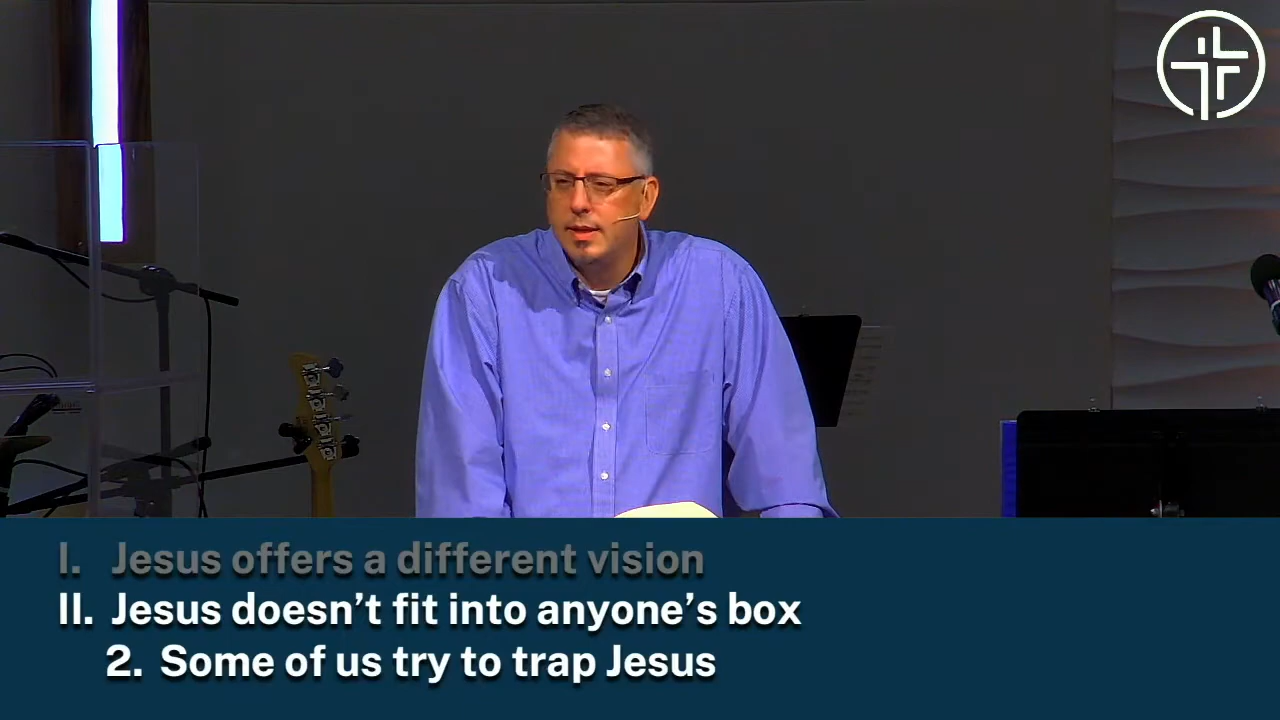 I. Jesus offers a different vision
II. Jesus doesn’t fit into anyone’s box
2. Some of us try to trap Jesus